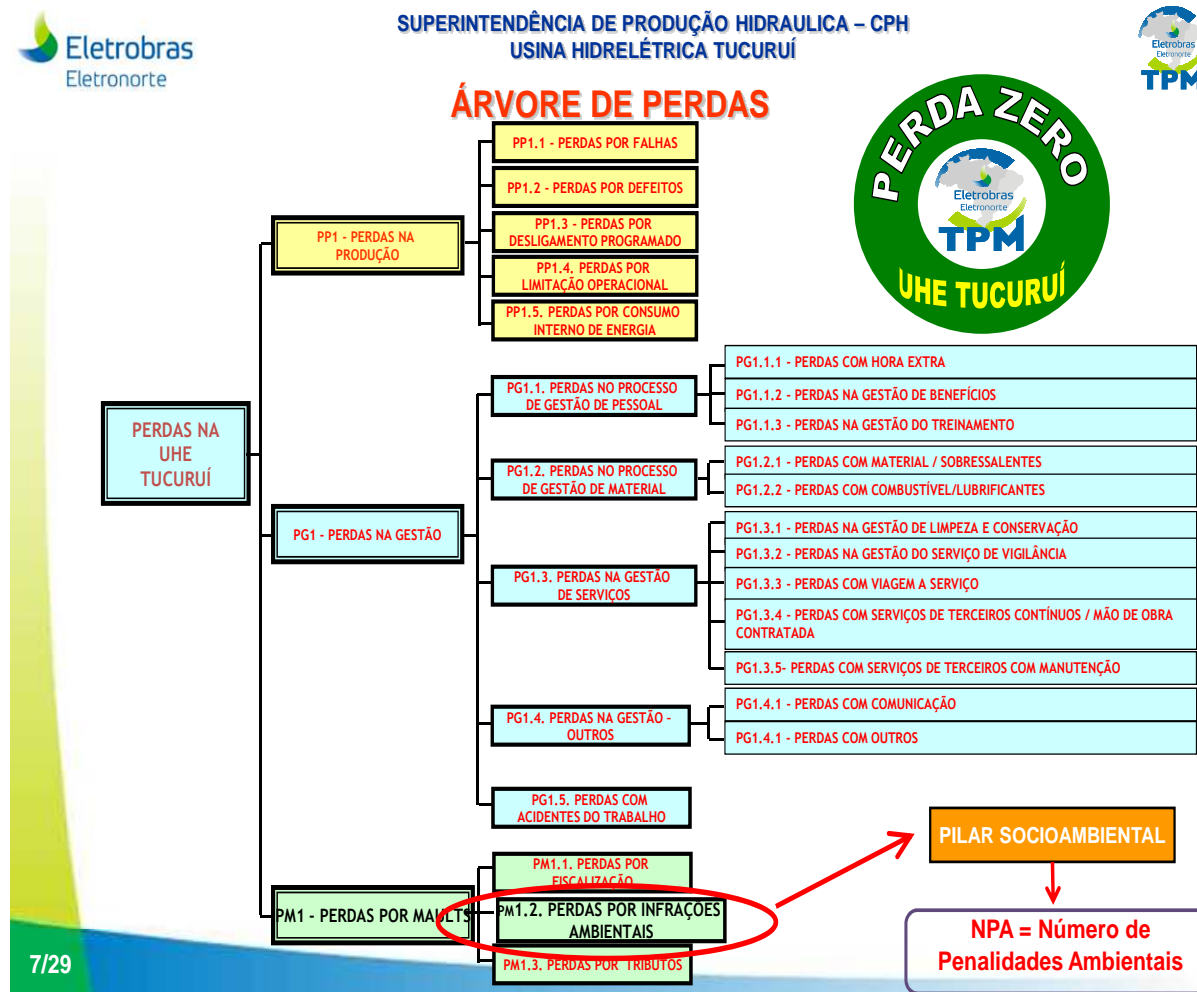 Eletrobras
Eletronorte
SUPERINTENDÊNCIA DE PRODUÇÃO HIDRAULICA – CPH
USINA HIDRELÉTRICA TUCURUÍ
Eletrobras
Eletronorte
TPM
ÁRVORE DE PERDAS
PERDA ZERO
Eletrobras
Eletronorte
TPM
UHE TUCURUÍ
PERDAS NA
UHE
TUCURUÍ
PP1 - PERDAS NA
PRODUÇÃO
PP1.1 - PERDAS POR FALHAS
PP1.2 - PERDAS POR DEFEITOS
PP1.3 - PERDAS POR
DESLIGAMENTO PROGRAMADO
PP1.4. PERDAS POR
LIMITAÇÃO OPERACIONAL
PP1.5. PERDAS POR CONSUMO
INTERNO DE ENERGIA
PG1 - PERDAS NA GESTÃO
PG1.1. PERDAS NO PROCESSO
DE GESTÃO DE PESSOAL
PG1.1.1 - PERDAS COM HORA EXTRA
PG1.1.2 - PERDAS NA GESTÃO DE BENEFÍCIOS
PG1.1.3 - PERDAS NA GESTÃO DO TREINAMENTO
PG1.2. PERDAS NO PROCESSO
DE GESTÃO DE MATERIAL
PG1.2.1 - PERDAS COM MATERIAL / SOBRESSALENTES
PG1.2.2 - PERDAS COM COMBUSTÍVEL/LUBRIFICANTES
PG1.3. PERDAS NA GESTÃO
DE SERVIÇOS
PG1.3.1 - PERDAS NA GESTÃO DE LIMPEZA E CONSERVAÇÃO
PG1.3.2 - PERDAS NA GESTÃO DO SERVIÇO DE VIGILÂNCIA
PG1.3.3 - PERDAS COM VIAGEM A SERVIÇO
PG1.3.4 - PERDAS COM SERVIÇOS DE TERCEIROS CONTÍNUOS / MÃO DE OBRA
CONTRATADA
PG1.3.5- PERDAS COM SERVIÇOS DE TERCEIROS COM MANUTENÇÃO
PG1.4. PERDAS NA GESTÃO -
OUTROS
PG1.4.1 - PERDAS COM COMUNICAÇÃO
PG1.4.1 - PERDAS COM OUTROS
PG1.5. PERDAS COM
ACIDENTES DO TRABALHO
PM1 - PERDAS POR MAULTS
PM1.1. PERDAS POR
FISCALIZAÇÃO
PM1.2. PERDAS POR INFRAÇÕES
AMBIENTAIS
PM1.3. PERDAS POR TRIBUTOS
PILAR SOCIOAMBIENTAL
NPA = Número de
Penalidades Ambientais
7/29